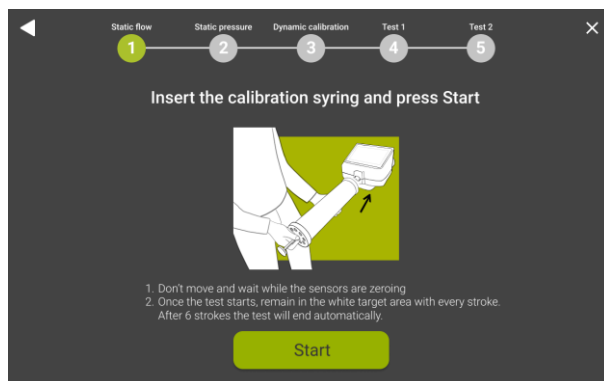 Static flow Static pressure Dynamic calibration Test 1 Test 2
1 2 3 4 5
Insert the calibration syring and press Start
1. Don't move and wait while the sensors are zeroing
2. Once the test starts, remain in the white target area with every stroke.
After 6 strokes the test will end automatically.
Start